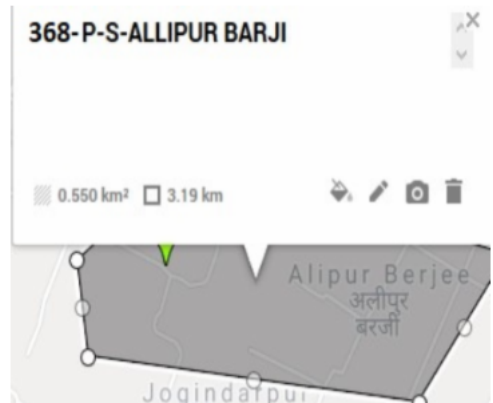 368-P-S-ALLIPUR BARJI
0.550 km²
3.19 km
Alipur Berjee
अलीपुर
बरजी
Jogindarpur